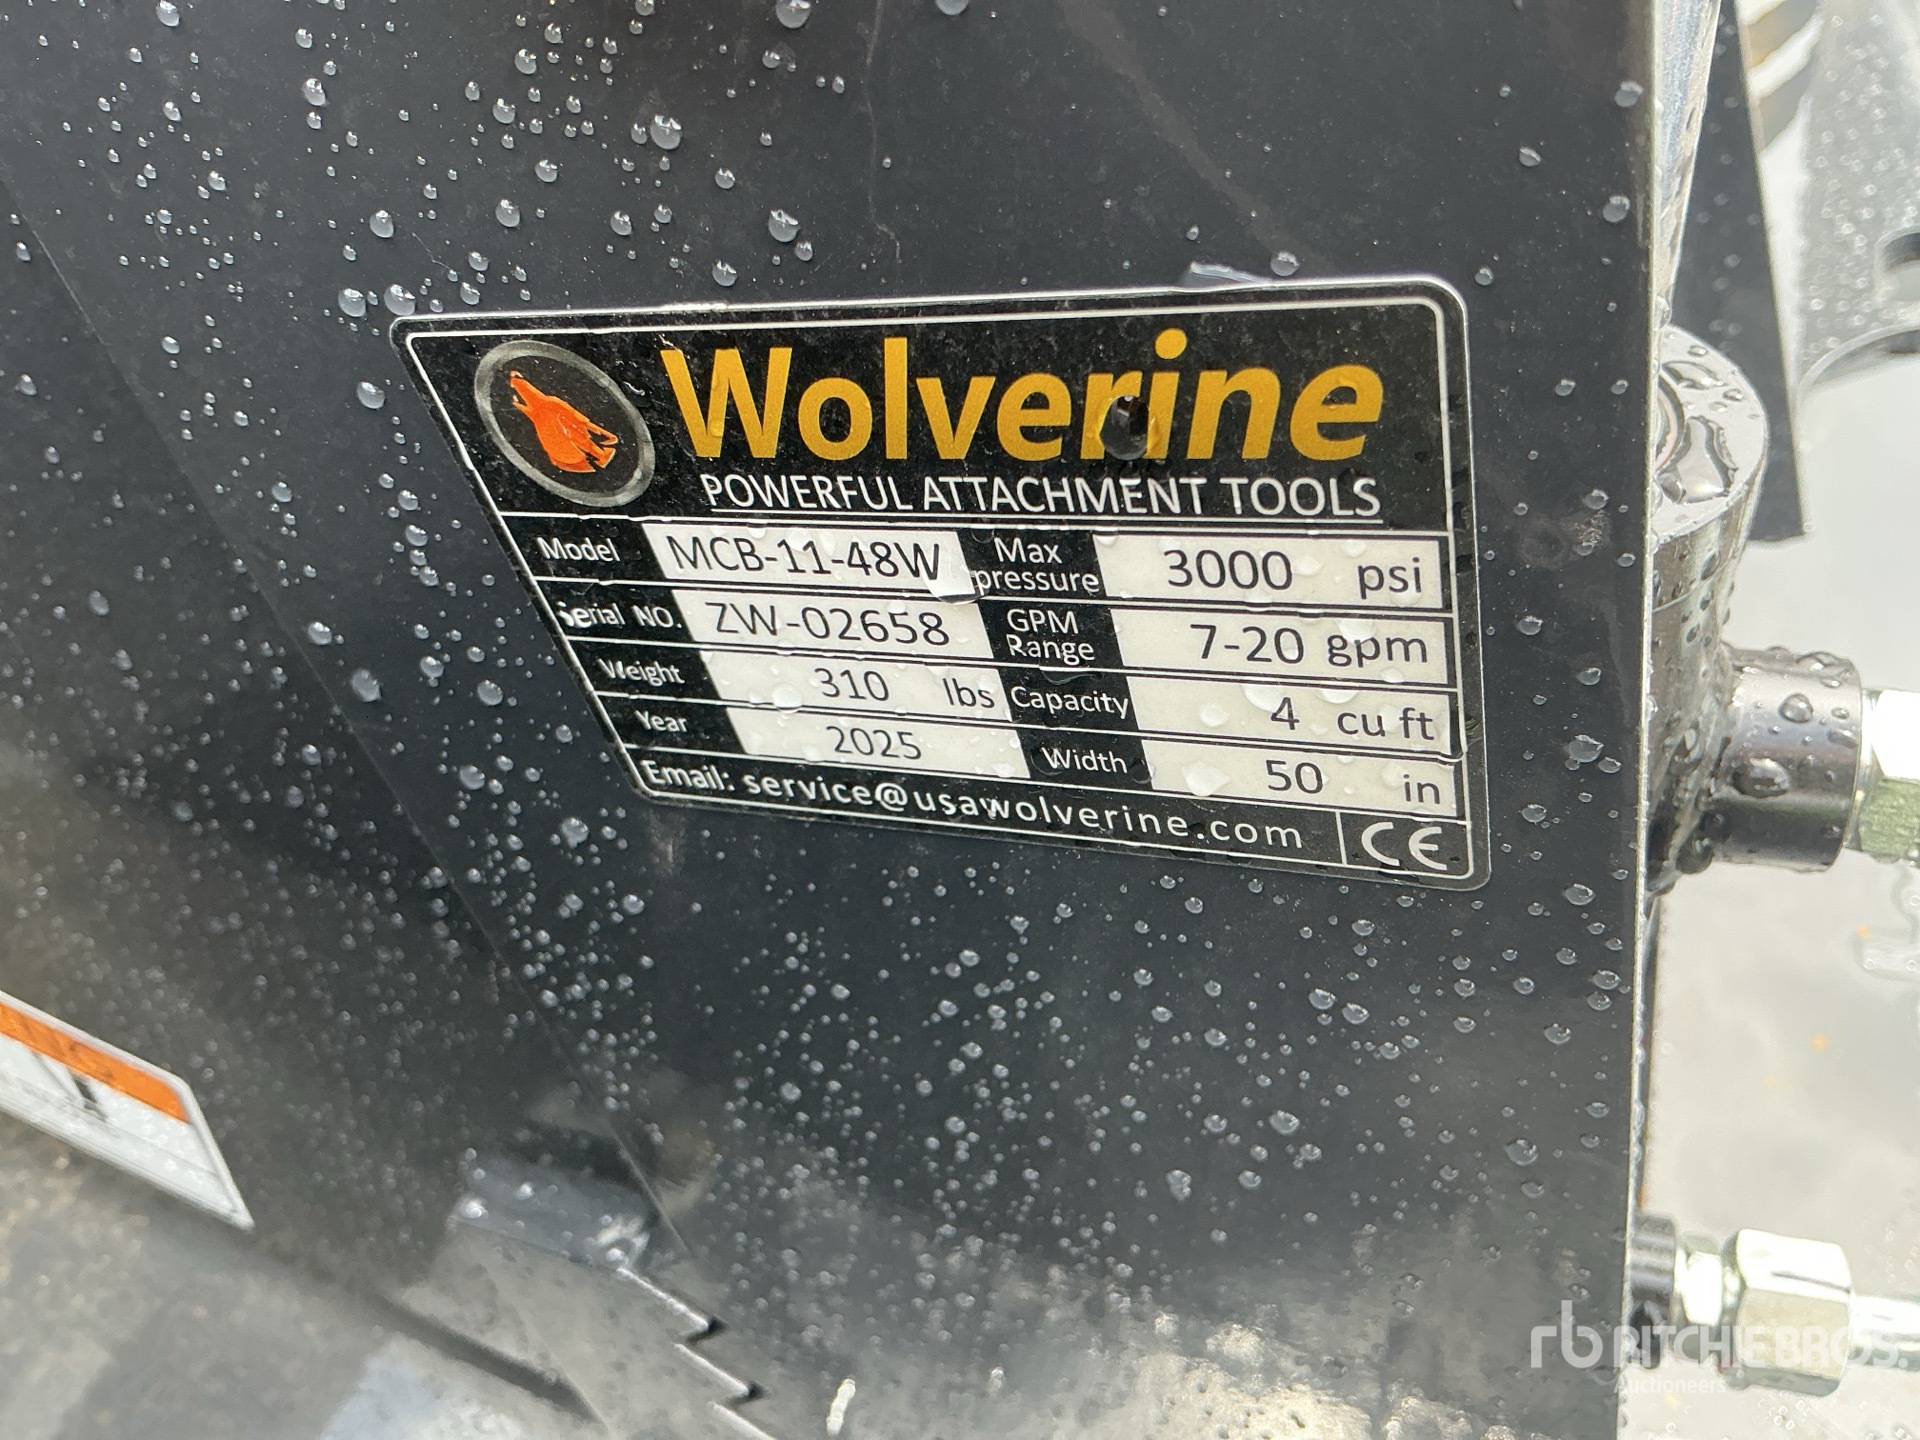 Wolverine
POWERFUL ATTACHMENT TOOLS
Model MCB-11-48W Max pressure 3000 psi
Serial NO. ZW-02658 GPM Range 7-20 gpm
Weight 310 lbs Capacity 4 cu ft
Year 2025 Width 50 in
Email: service@usawolverine.com CE
rb RITCHIE BROS.
Auctioneers